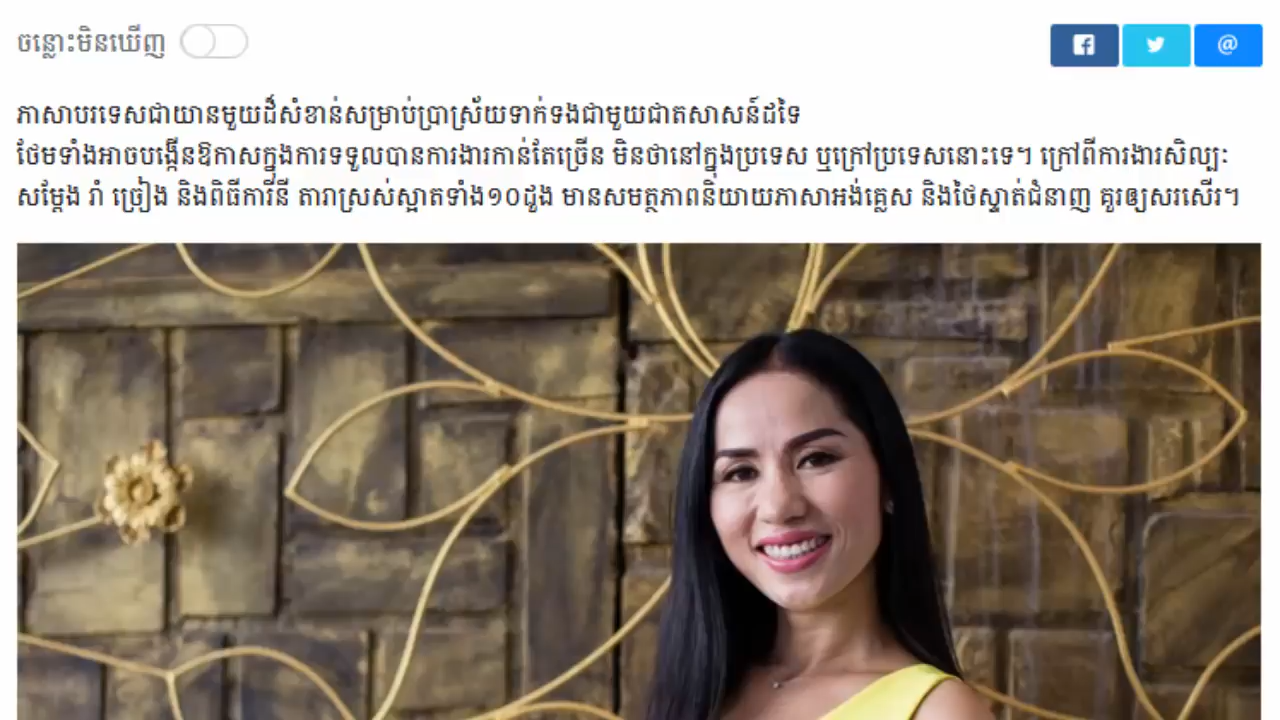 ចន្លោះមិនឃើញ
@
ភាសាបរទេសជាយានមួយដ៏សំខាន់សម្រាប់ប្រាស្រ័យទាក់ទងជាមួយជាតសាសន៍ដទៃ
ថែមទាំងអាចបង្កើនឱកាសក្នុងការទទួលបានការងារកាន់តែច្រើន មិនថានៅក្នុងប្រទេស ឬក្រៅប្រទេសនោះទេ។ ក្រៅពីការងារសិល្បៈ
សម្ដែង រាំ ច្រៀង និងពិធីការីនី តារាស្រស់ស្អាតទាំង១០ដួង មានសមត្ថភាពនិយាយភាសាអង់គ្លេស និងថៃស្ទាត់ជំនាញ គួរឲ្យសរសើរ។